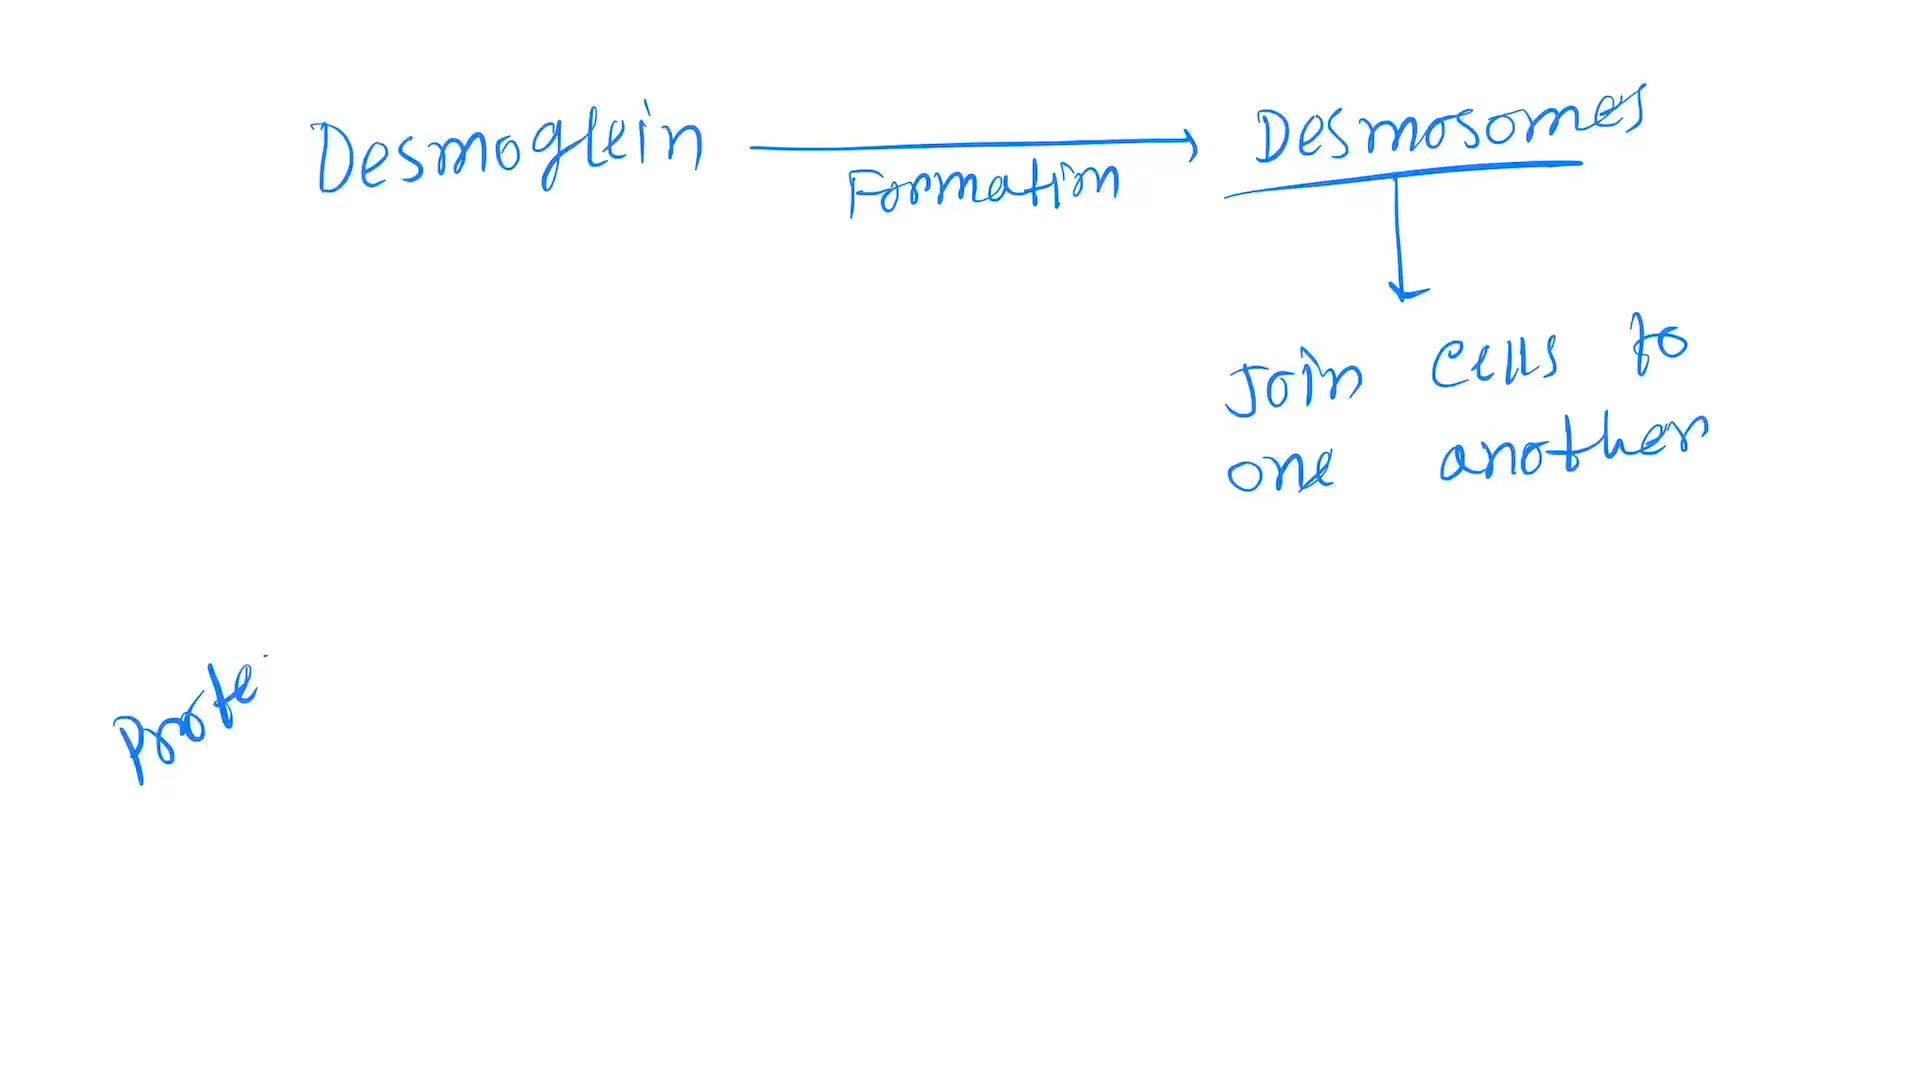 Desmoglein
Formation
Desmosomes
Join cells to
one another
Prote